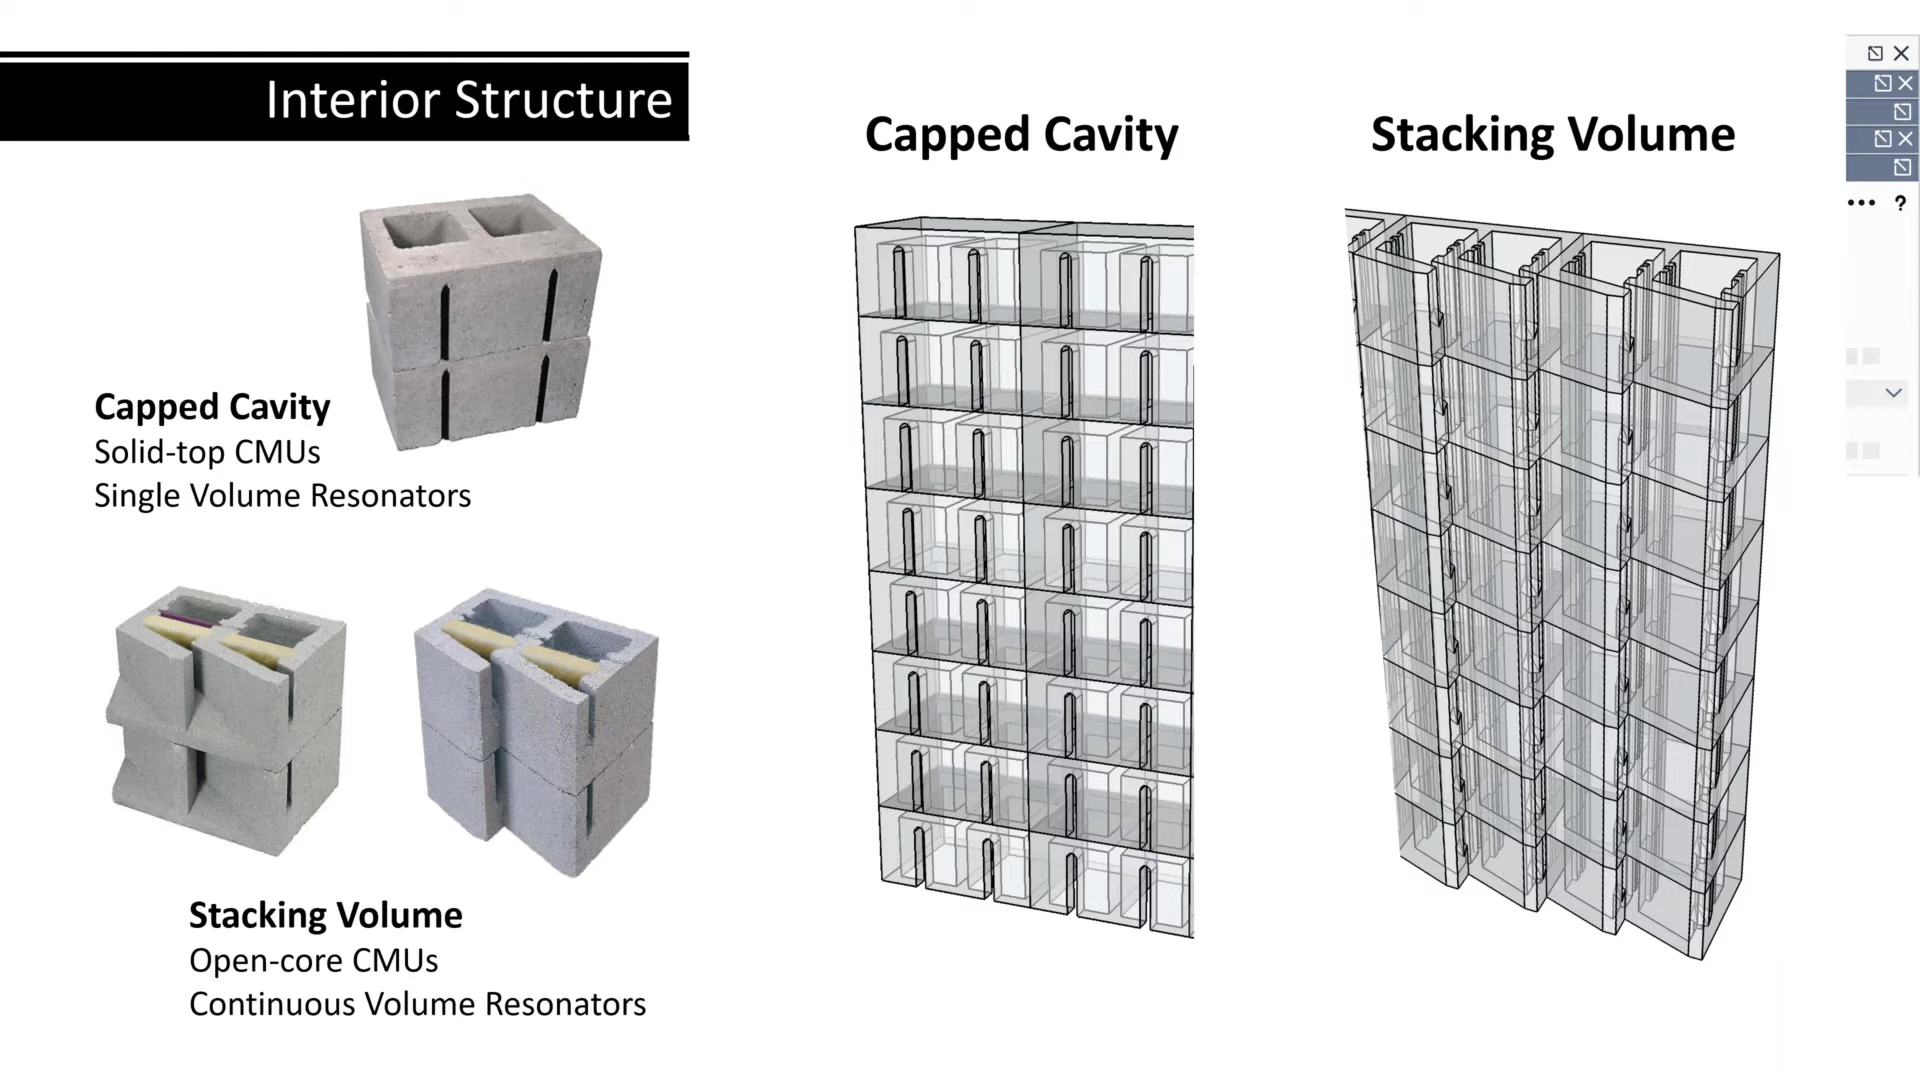 Interior Structure
Capped Cavity
Solid-top CMUs
Single Volume Resonators
Stacking Volume
Open-core CMUs
Continuous Volume Resonators
Capped Cavity
Stacking Volume
... ?